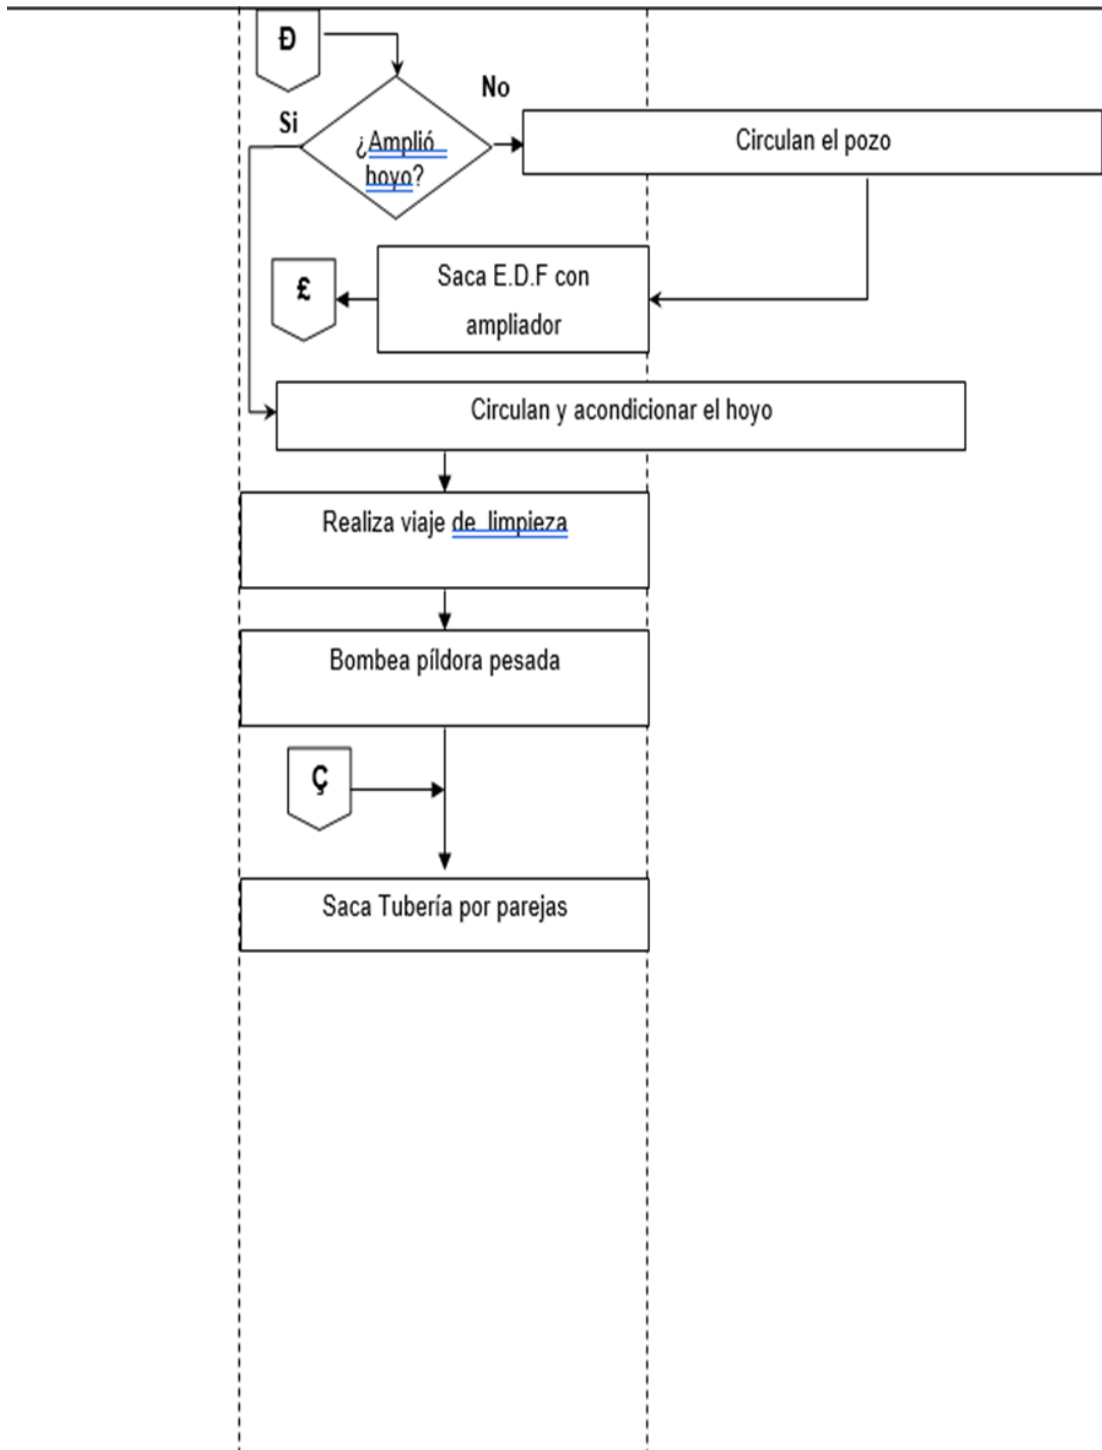 Đ
No
Si
¿Amplió
hoyo?
Circulan el pozo
Saca E.D.F con
ampliador
£
Circulan y acondicionar el hoyo
Realiza viaje de limpieza
Bombea píldora pesada
Ç
Saca Tubería por parejas